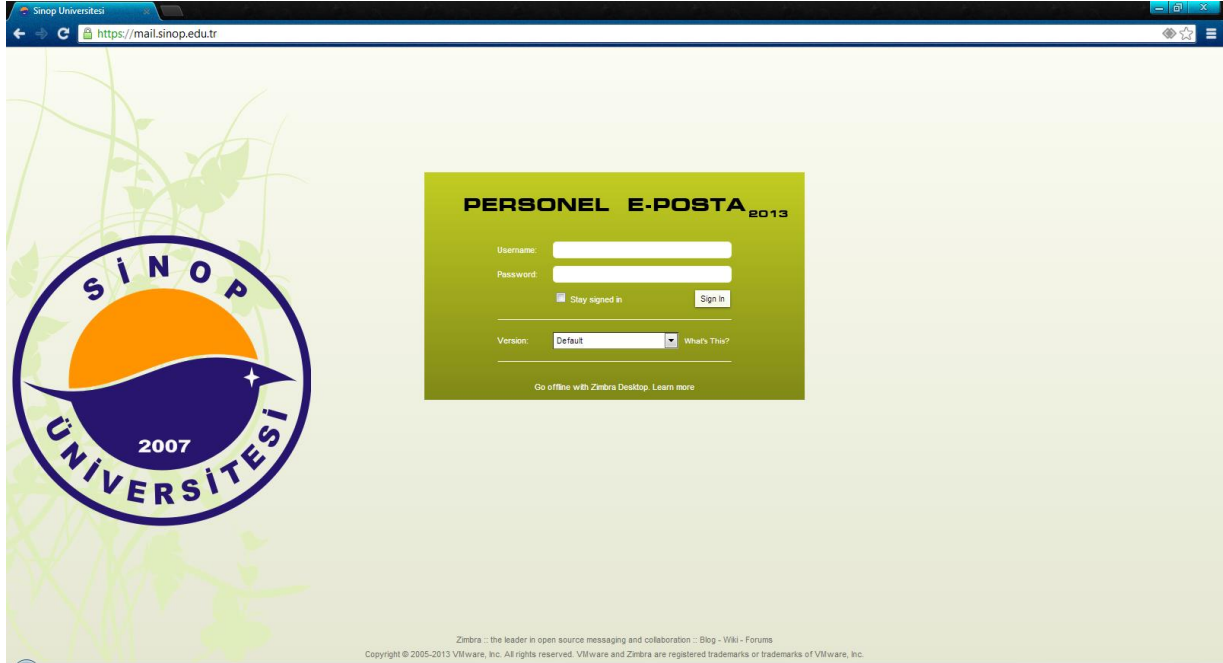 Sinop Universitesi
https://mail.sinop.edu.tr
PERSONEL E-POSTA 2013
Username:
Password:
Stay signed in
Sign In
Version:
Default
What's This?
Go offline with Zimbra Desktop. Learn more
SİNOP
2007
ÜNİVERSİTESİ
Zimbra :: the leader in open source messaging and collaboration :: Blog - Wiki - Forums
Copyright © 2005-2013 VMware, Inc. All rights reserved. VMware and Zimbra are registered trademarks or trademarks of VMware, Inc.